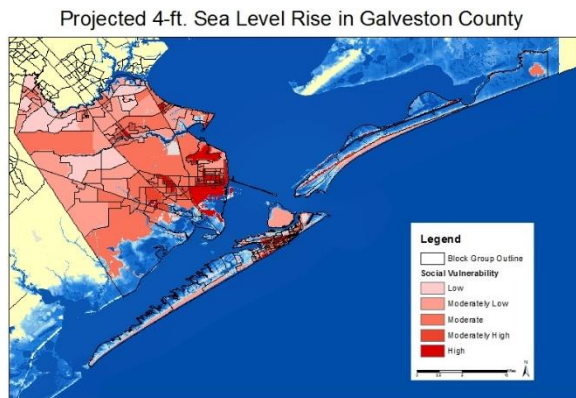 Projected 4-ft. Sea Level Rise in Galveston County
Legend
Block Group Outline
Social Vulnerability
Low
Moderately Low
Moderate
Moderately High
High
N